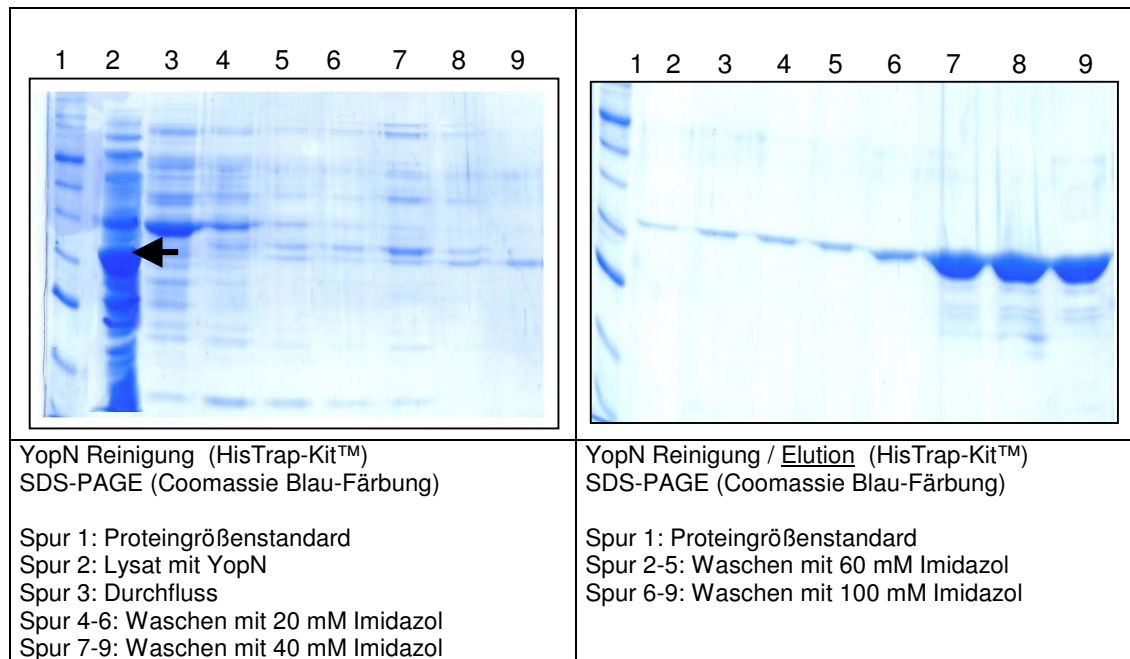 1 2 3 4 5 6 7 8 9
YopN Reinigung (HisTrap-Kit™)
SDS-PAGE (Coomassie Blau-Färbung)
Spur 1: Proteingrößenstandard
Spur 2: Lysat mit YopN
Spur 3: Durchfluss
Spur 4-6: Waschen mit 20 mM Imidazol
Spur 7-9: Waschen mit 40 mM Imidazol
1 2 3 4 5 6 7 8 9
YopN Reinigung / Elution (HisTrap-Kit™)
SDS-PAGE (Coomassie Blau-Färbung)
Spur 1: Proteingrößenstandard
Spur 2-5: Waschen mit 60 mM Imidazol
Spur 6-9: Waschen mit 100 mM Imidazol